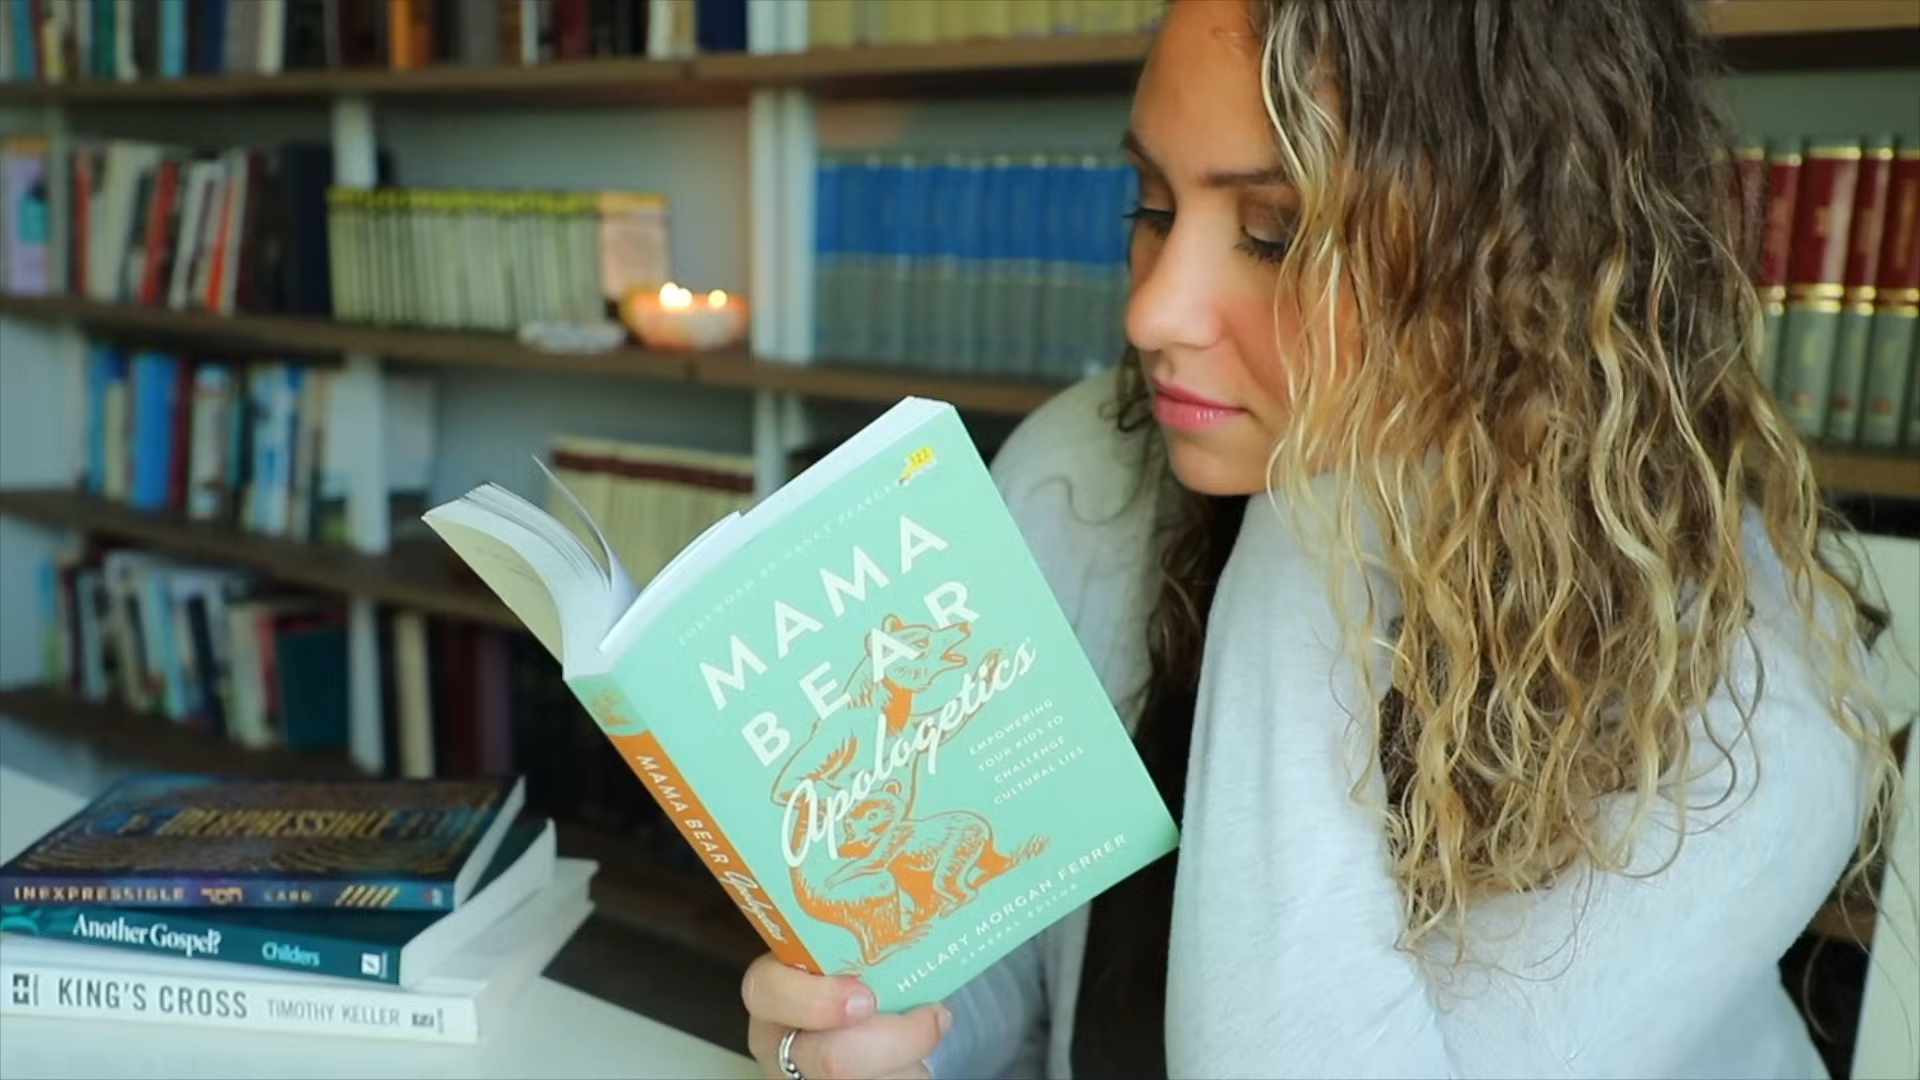 FOREWORD BY NANCY PEARCEY
MAMA
BEAR
Apologetics
EMPOWERING
YOUR KIDS TO
CHALLENGE
CULTURAL LIES
HILLARY MORGAN FERRER
GENERAL EDITOR
MAMA BEAR Apologetics
INEXPRESSIBLE
INEXPRESSIBLE CARD
Another Gospel? Childers
KING'S CROSS TIMOTHY KELLER